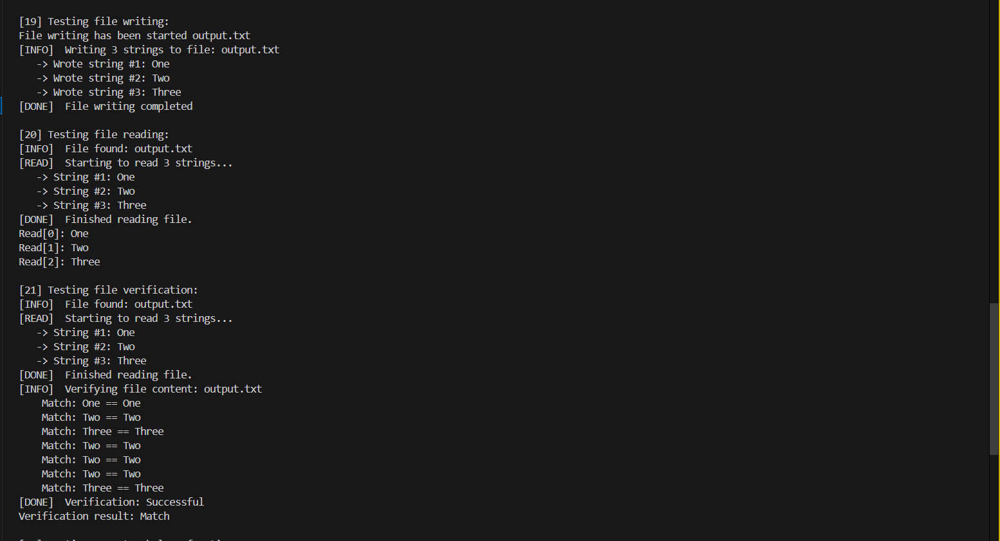 [19] Testing file writing:
File writing has been started output.txt
[INFO]  Writing 3 strings to file: output.txt
   -> Wrote string #1: One
   -> Wrote string #2: Two
   -> Wrote string #3: Three
[DONE]  File writing completed

[20] Testing file reading:
[INFO]  File found: output.txt
[READ]  Starting to read 3 strings...
   -> String #1: One
   -> String #2: Two
   -> String #3: Three
[DONE]  Finished reading file.
Read[0]: One
Read[1]: Two
Read[2]: Three

[21] Testing file verification:
[INFO]  File found: output.txt
[READ]  Starting to read 3 strings...
   -> String #1: One
   -> String #2: Two
   -> String #3: Three
[DONE]  Finished reading file.
[INFO]  Verifying file content: output.txt
    Match: One == One
    Match: Two == Two
    Match: Three == Three
    Match: Two == Two
    Match: Two == Two
    Match: Two == Two
    Match: Three == Three
[DONE]  Verification: Successful
Verification result: Match